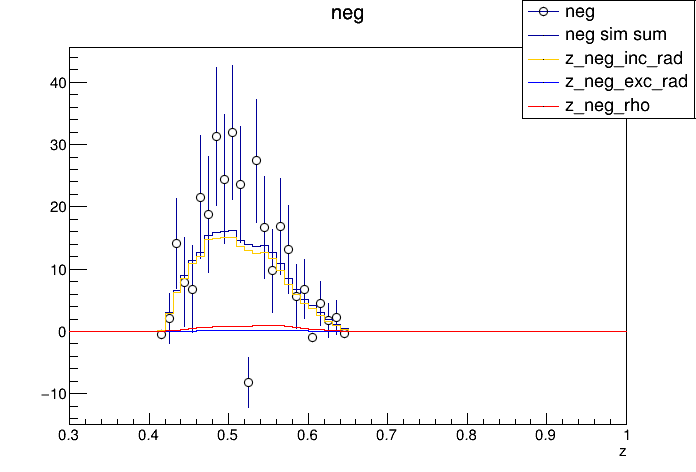 neg
neg
neg sim sum
z_neg_inc_rad
z_neg_exc_rad
z_neg_rho
40
30
20
10
0
−10
0.3 0.4 0.5 0.6 0.7 0.8 0.9 1
z